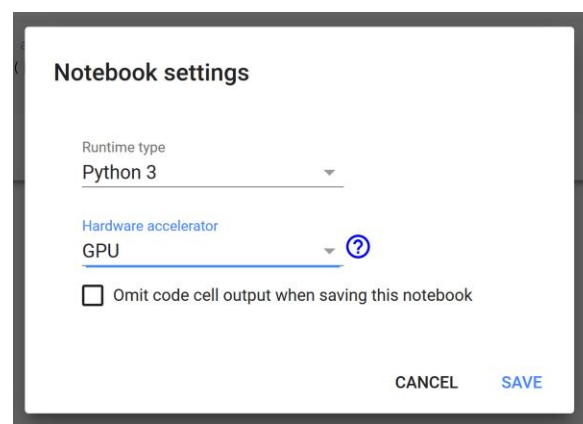 Notebook settings
Runtime type
Python 3
Hardware accelerator
GPU
Omit code cell output when saving this notebook
CANCEL SAVE